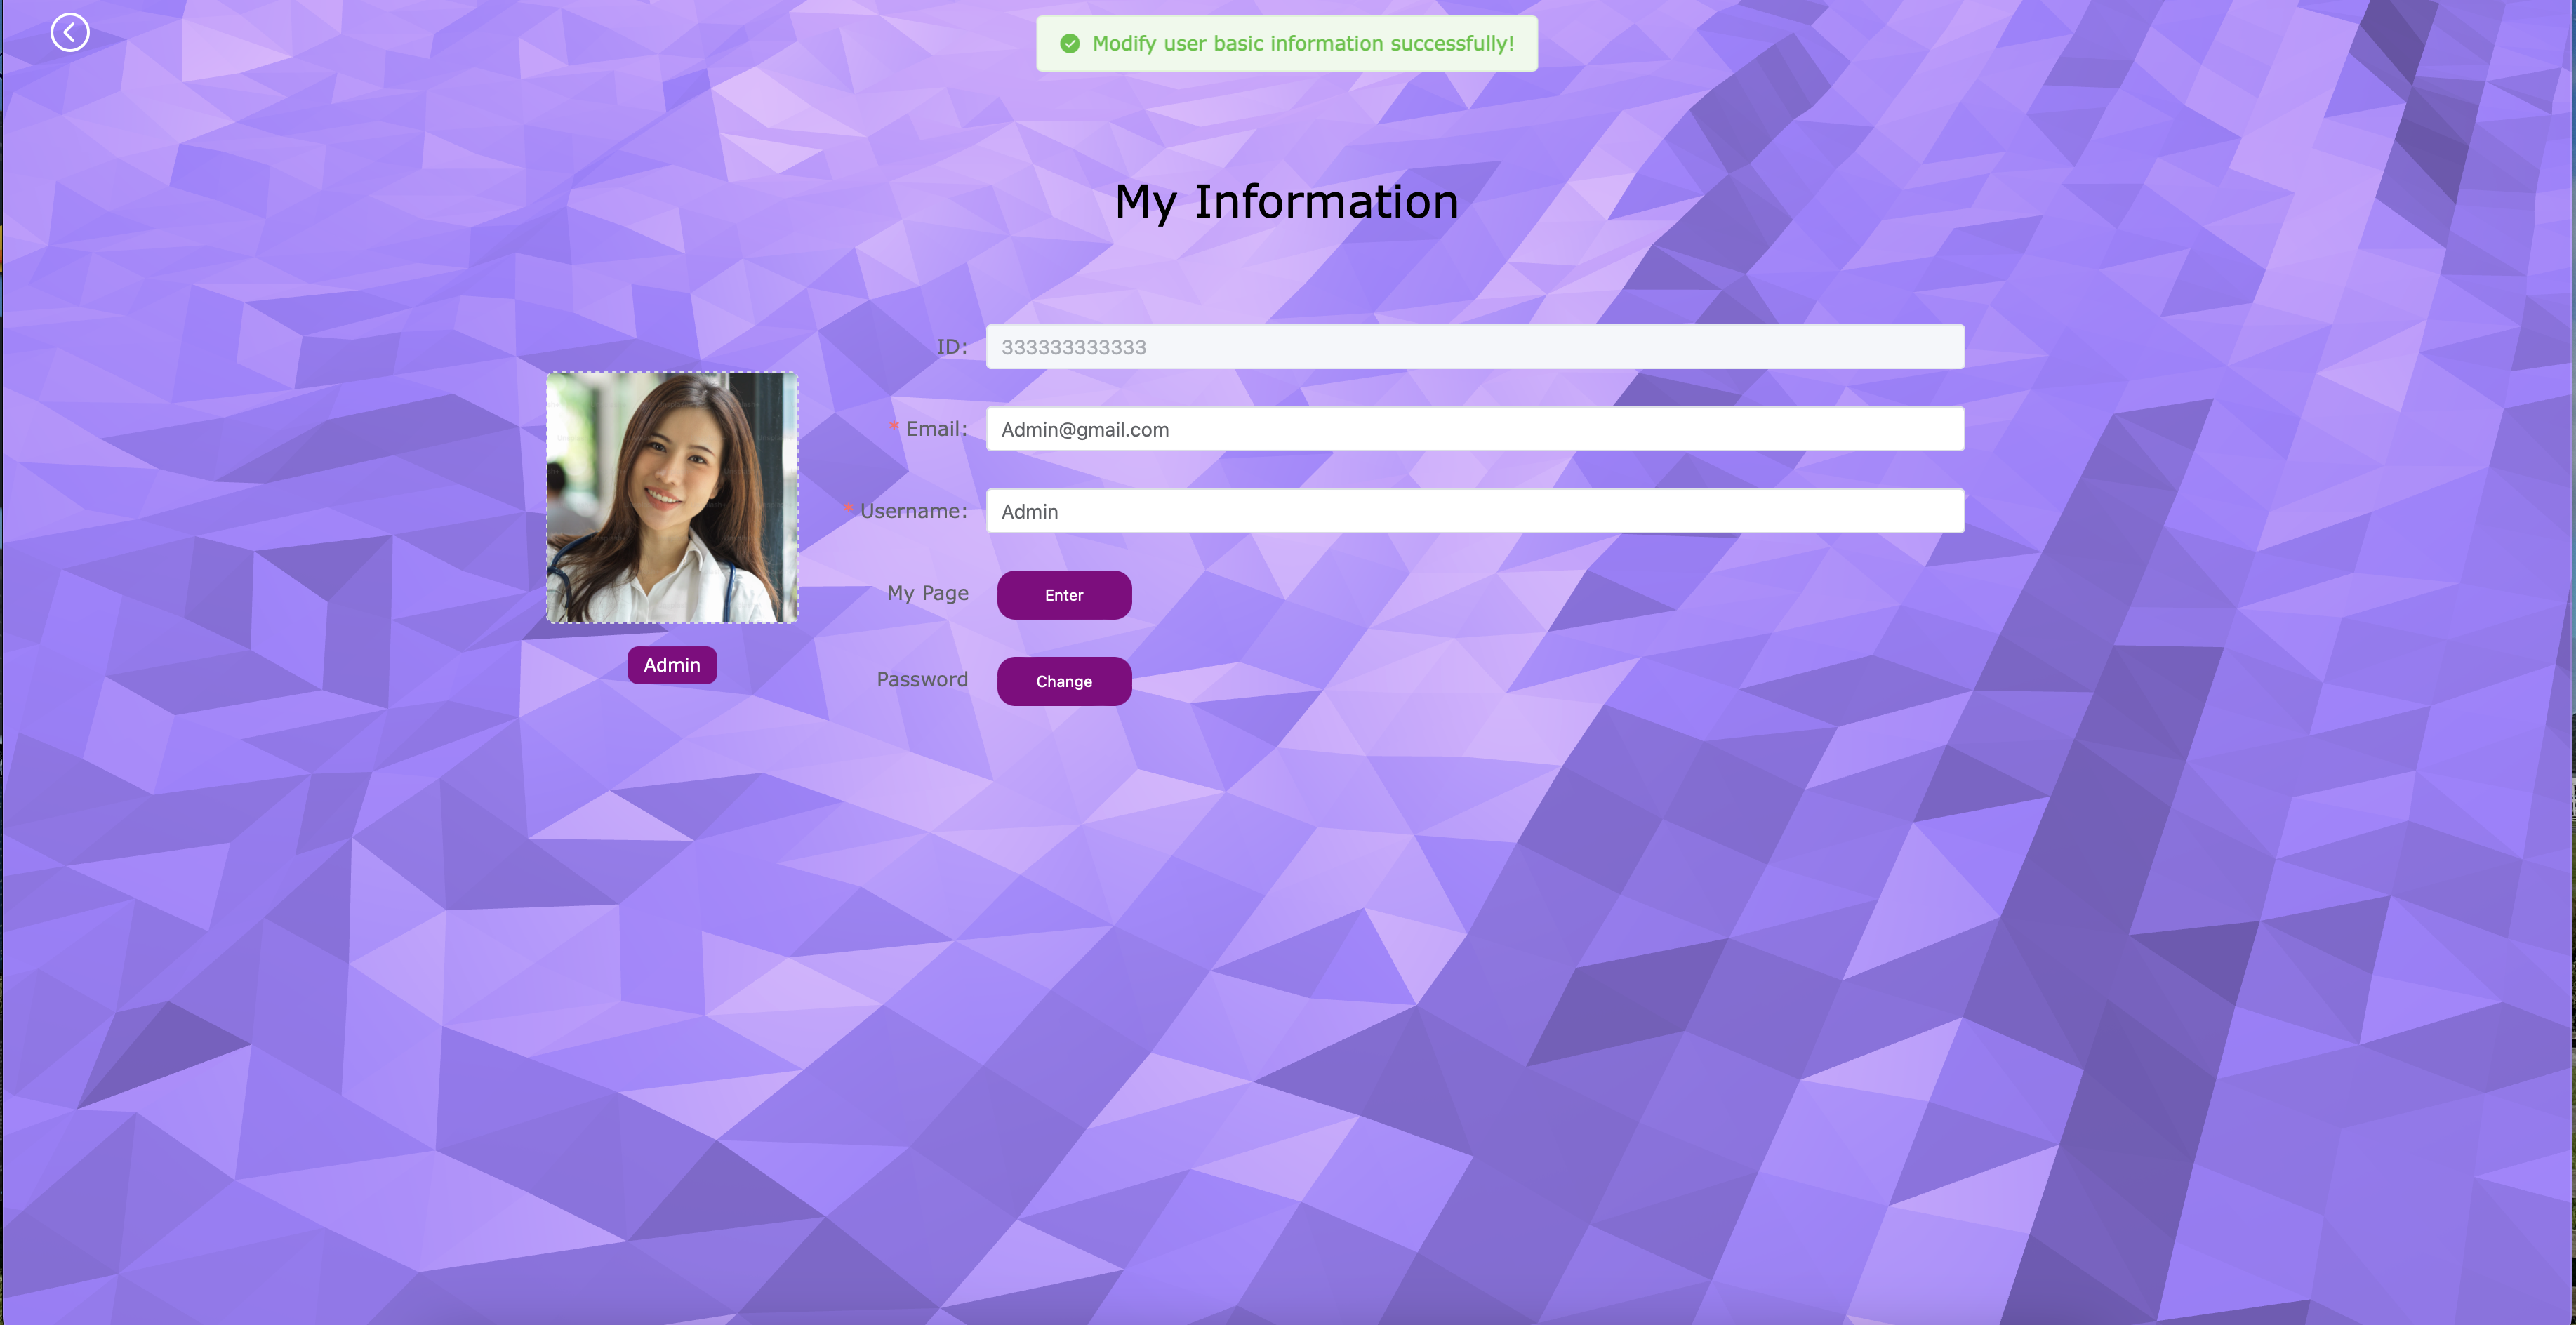 Modify user basic information successfully!
My Information
ID:
333333333333
* Email:
Admin@gmail.com
* Username:
Admin
My Page
Enter
Admin
Password
Change